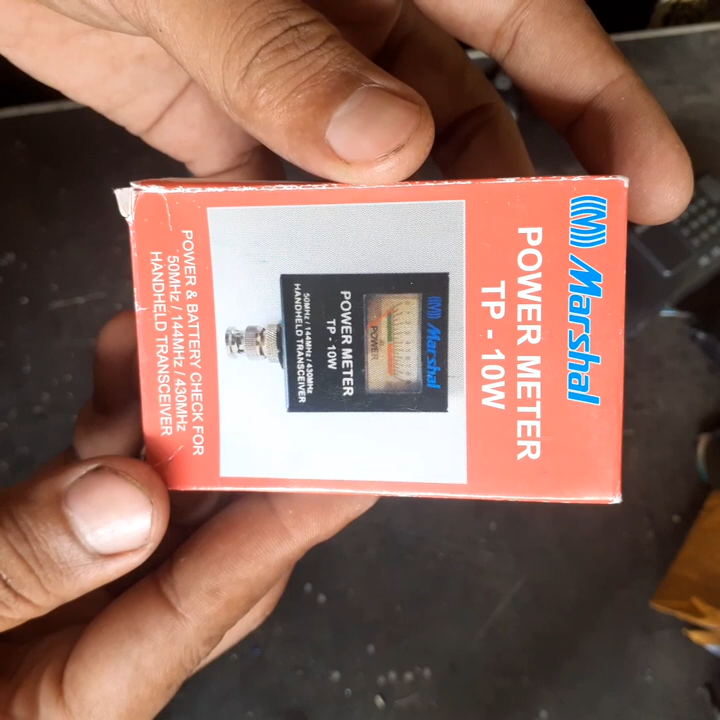 Marshal
POWER METER
TP - 10W
Marshal
POWER
POWER METER
TP - 10W
50MHz / 144MHz / 430MHz
HANDHELD TRANSCEIVER
POWER & BATTERY CHECK FOR
50MHz / 144MHz / 430MHz
HANDHELD TRANSCEIVER